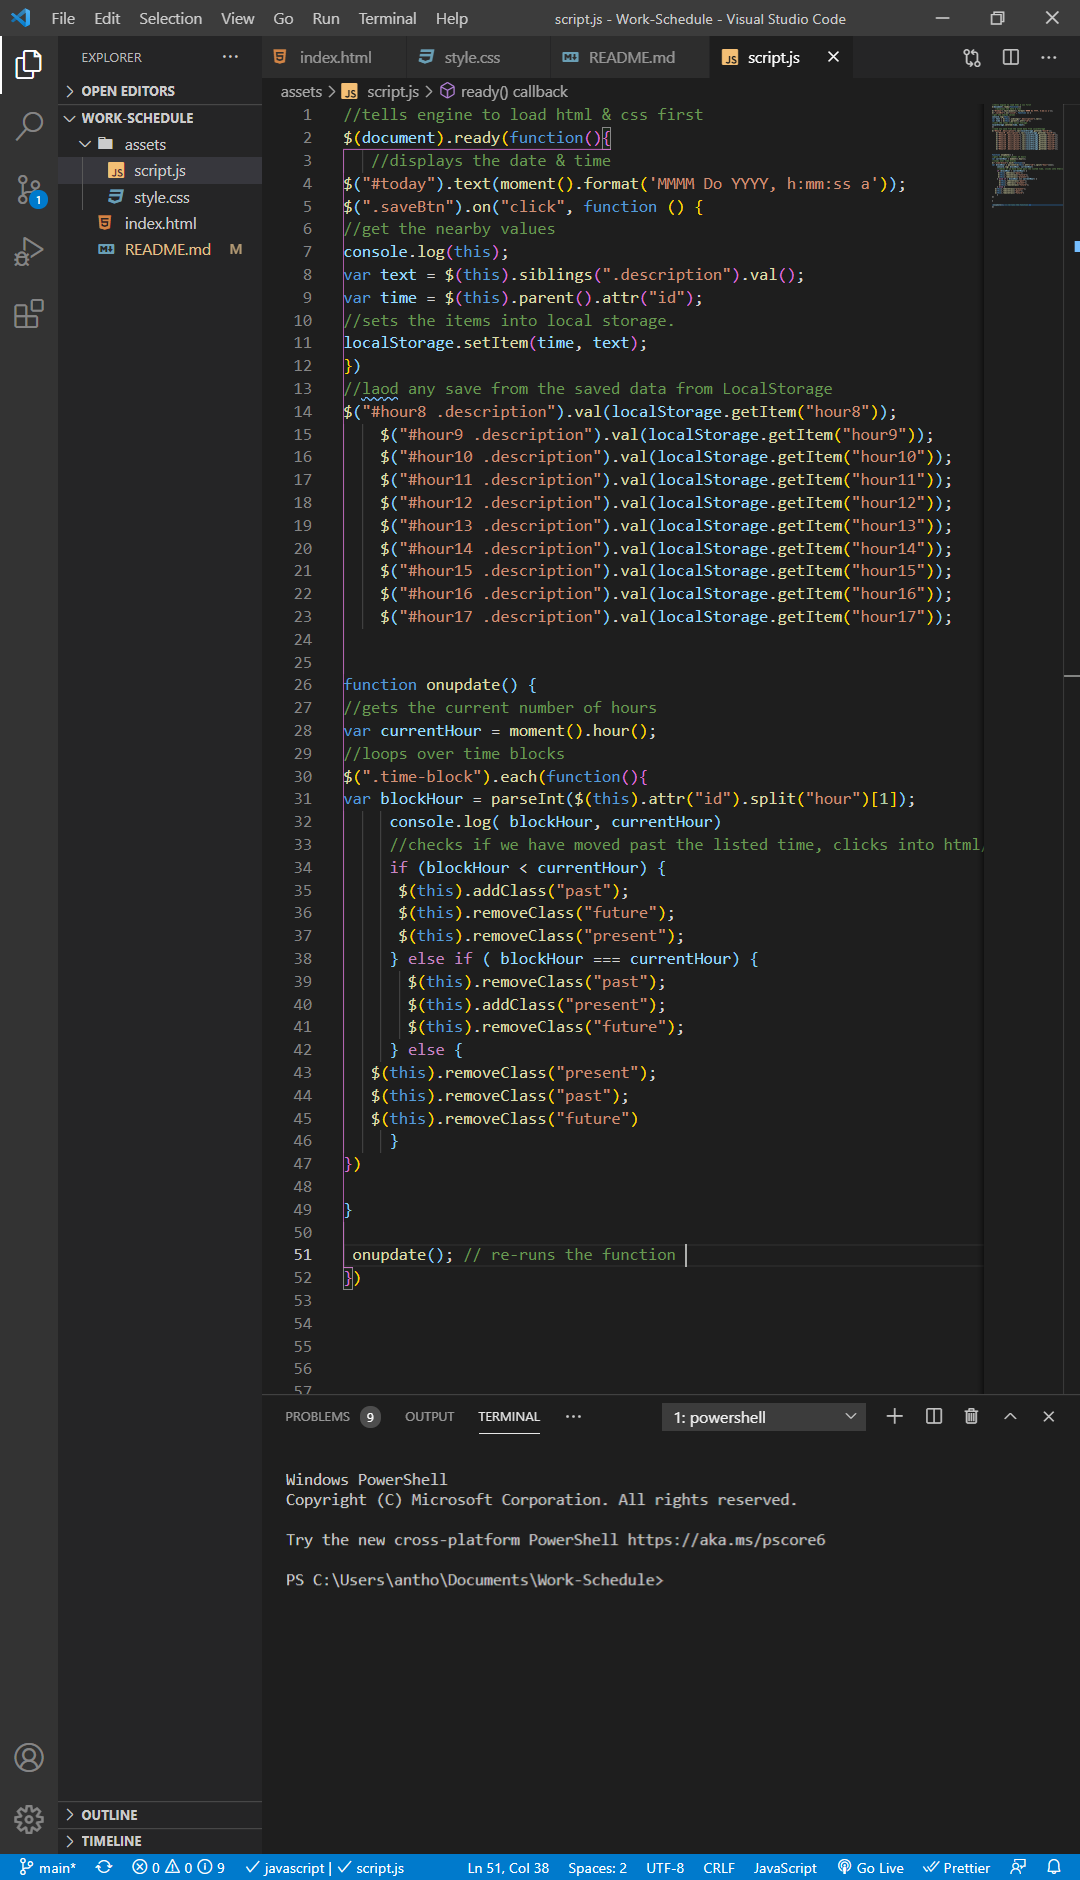 File Edit Selection View Go Run Terminal Help script.js - Work-Schedule - Visual Studio Code
EXPLORER
index.html style.css README.md script.js
OPEN EDITORS
WORK-SCHEDULE
assets
script.js
style.css
index.html
README.md M
1
assets > script.js > ready() callback
1 //tells engine to load html & css first
2 $(document).ready(function(){
3 //displays the date & time
4 $("#today").text(moment().format('MMMM Do YYYY, h:mm:ss a'));
5 $(".saveBtn").on("click", function () {
6 //get the nearby values
7 console.log(this);
8 var text = $(this).siblings(".description").val();
9 var time = $(this).parent().attr("id");
10 //sets the items into local storage.
11 localStorage.setItem(time, text);
12 })
13 //laod any save from the saved data from LocalStorage
14 $("#hour8 .description").val(localStorage.getItem("hour8"));
15 $("#hour9 .description").val(localStorage.getItem("hour9"));
16 $("#hour10 .description").val(localStorage.getItem("hour10"));
17 $("#hour11 .description").val(localStorage.getItem("hour11"));
18 $("#hour12 .description").val(localStorage.getItem("hour12"));
19 $("#hour13 .description").val(localStorage.getItem("hour13"));
20 $("#hour14 .description").val(localStorage.getItem("hour14"));
21 $("#hour15 .description").val(localStorage.getItem("hour15"));
22 $("#hour16 .description").val(localStorage.getItem("hour16"));
23 $("#hour17 .description").val(localStorage.getItem("hour17"));
24
25
26 function onupdate() {
27 //gets the current number of hours
28 var currentHour = moment().hour();
29 //loops over time blocks
30 $(".time-block").each(function(){
31 var blockHour = parseInt($(this).attr("id").split("hour")[1]);
32 console.log( blockHour, currentHour)
33 //checks if we have moved past the listed time, clicks into html/
34 if (blockHour < currentHour) {
35 $(this).addClass("past");
36 $(this).removeClass("future");
37 $(this).removeClass("present");
38 } else if ( blockHour === currentHour) {
39 $(this).removeClass("past");
40 $(this).addClass("present");
41 $(this).removeClass("future");
42 } else {
43 $(this).removeClass("present");
44 $(this).removeClass("past");
45 $(this).removeClass("future")
46 }
47 })
48
49 }
50
51 onupdate(); // re-runs the function
52 })
53
54
55
56
57
PROBLEMS 9 OUTPUT TERMINAL 1: powershell
Windows PowerShell
Copyright (C) Microsoft Corporation. All rights reserved.
Try the new cross-platform PowerShell https://aka.ms/pscore6
PS C:\Users\antho\Documents\Work-Schedule>
OUTLINE
TIMELINE
main* 0 0 9 javascript | script.js Ln 51, Col 38 Spaces: 2 UTF-8 CRLF JavaScript Go Live Prettier